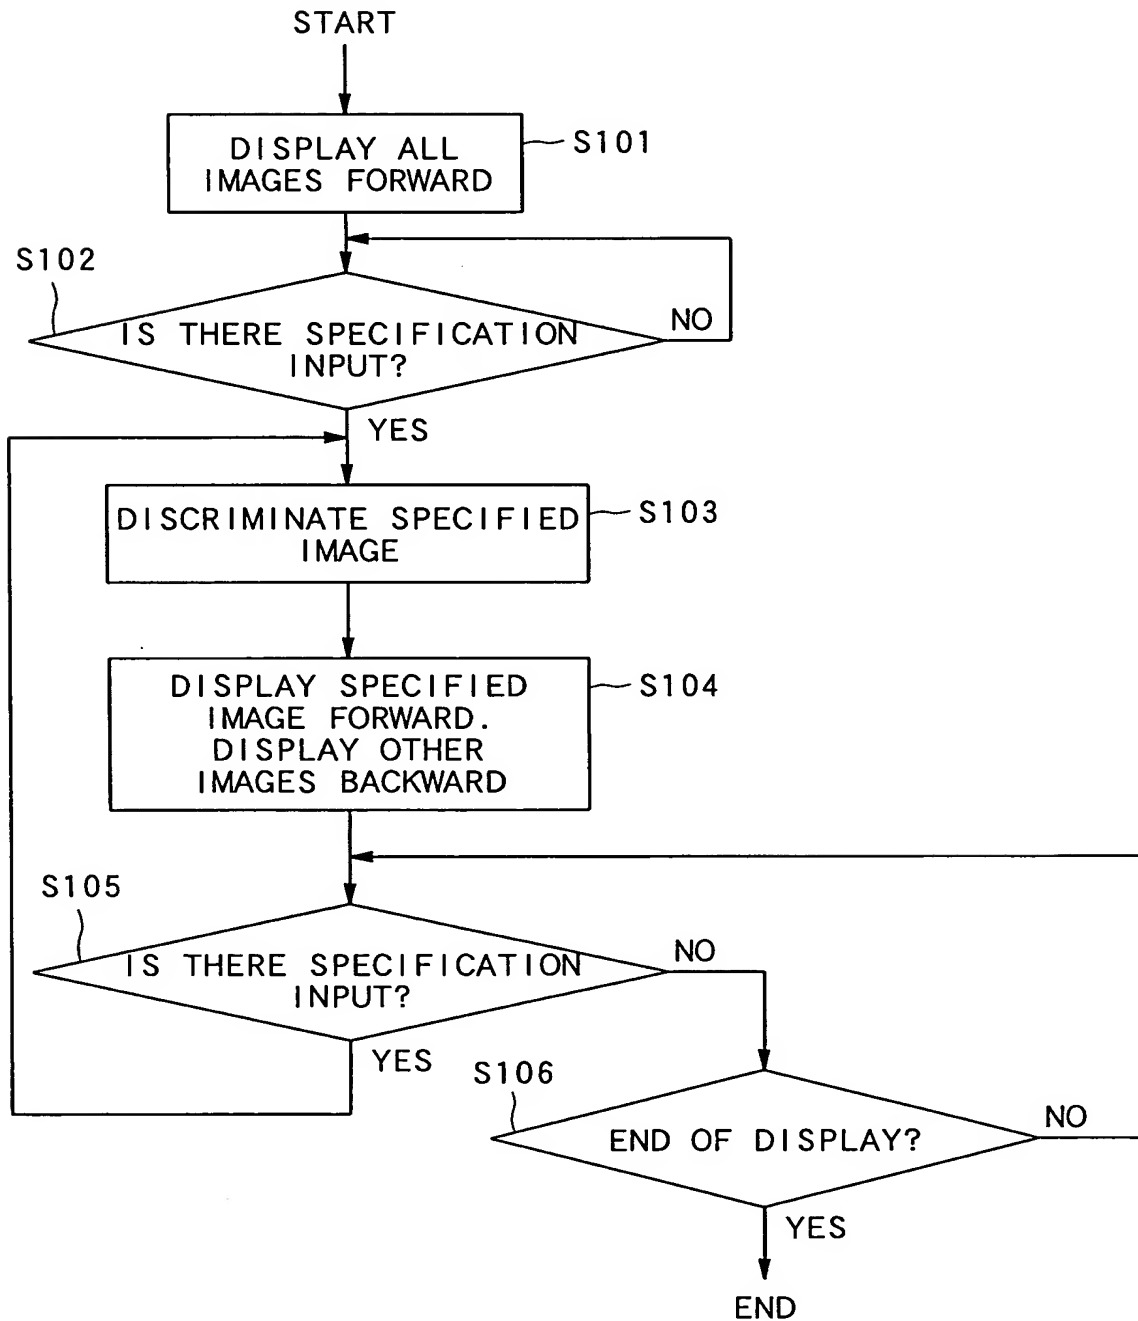 START
DISPLAY ALL
IMAGES FORWARD
S101
S102
IS THERE SPECIFICATION
INPUT?
NO
YES
DISCRIMINATE SPECIFIED
IMAGE
S103
DISPLAY SPECIFIED
IMAGE FORWARD.
DISPLAY OTHER
IMAGES BACKWARD
S104
S105
IS THERE SPECIFICATION
INPUT?
NO
YES
S106
END OF DISPLAY?
NO
YES
END